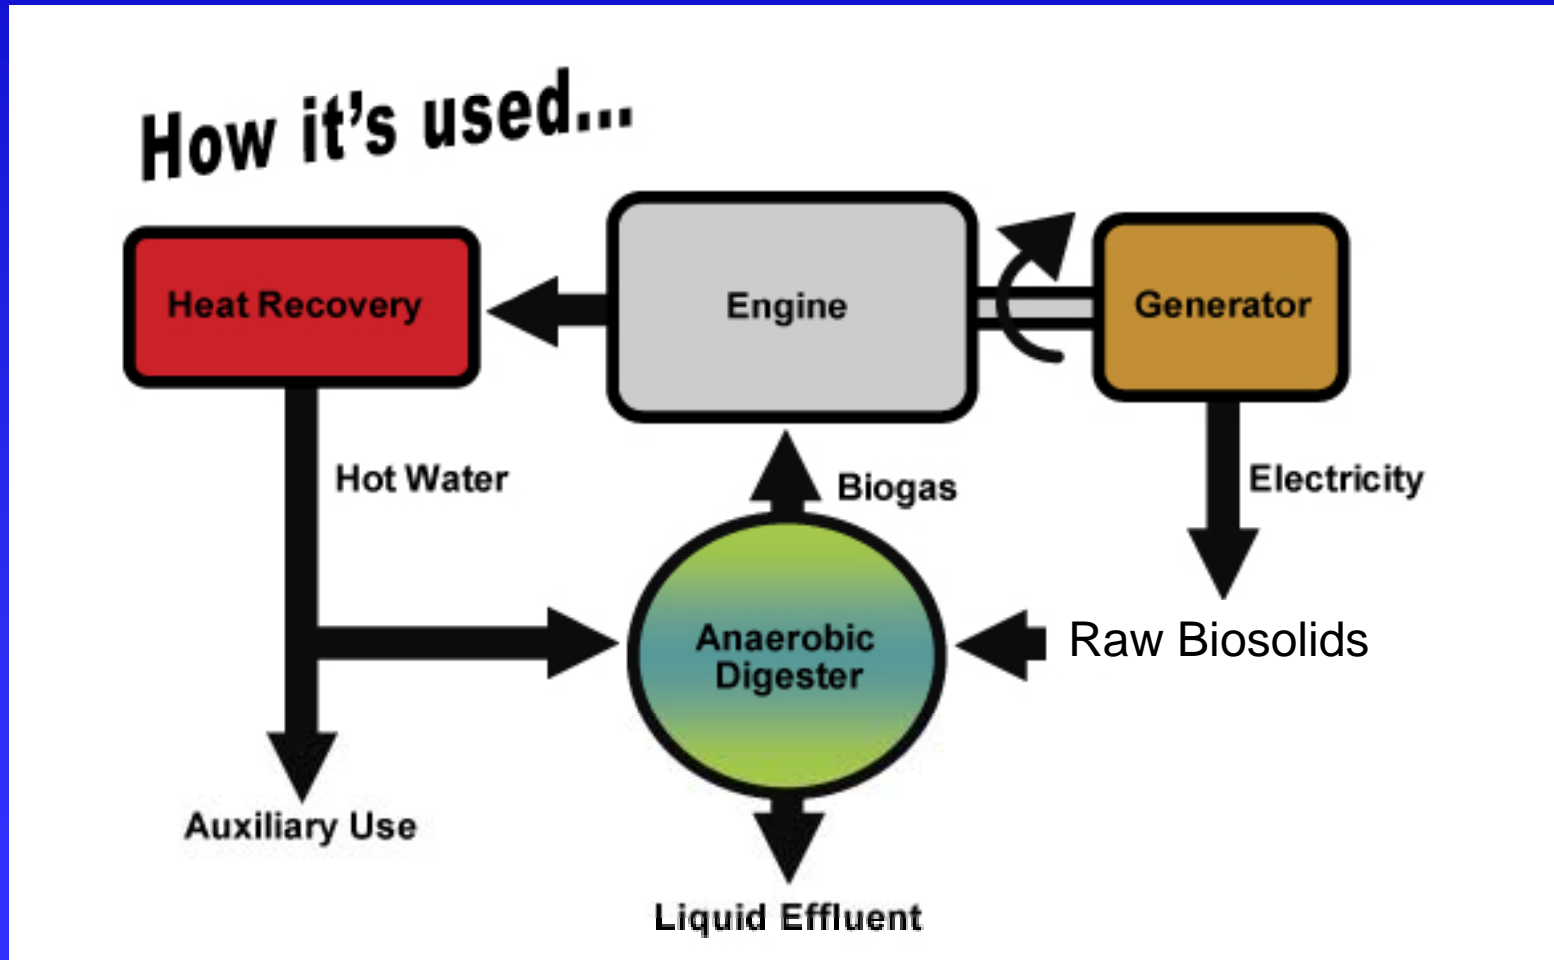 How it's used...
Heat Recovery
Engine
Generator
Hot Water
Biogas
Electricity
Anaerobic
Digester
Raw Biosolids
Auxiliary Use
Liquid Effluent